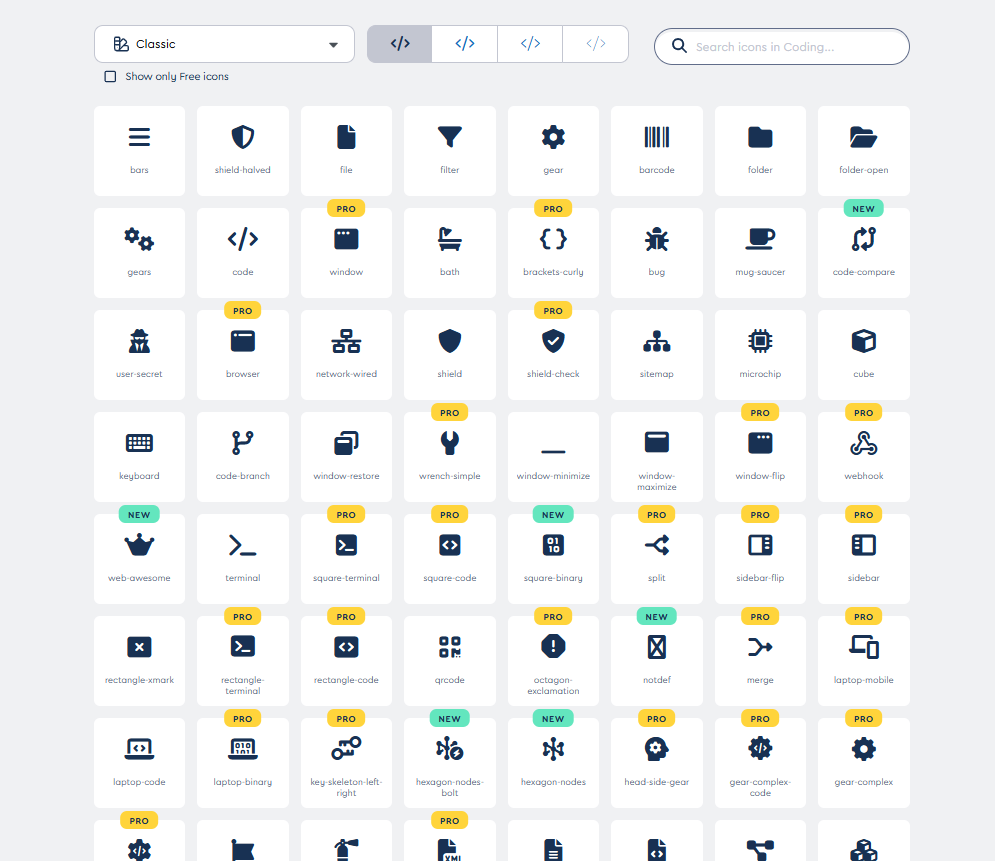 Classic
Search icons in Coding...
Show only Free icons
bars
shield-halved
file
filter
gear
barcode
folder
folder-open
PRO
PRO
NEW
gears
code
window
bath
brackets-curly
bug
mug-saucer
code-compare
PRO
PRO
user-secret
browser
network-wired
shield
shield-check
sitemap
microchip
cube
PRO
PRO
PRO
keyboard
code-branch
window-restore
wrench-simple
window-minimize
window-
maximize
window-flip
webhook
NEW
PRO
PRO
NEW
PRO
PRO
PRO
web-awesome
terminal
square-terminal
square-code
square-binary
split
sidebar-flip
sidebar
PRO
PRO
PRO
NEW
PRO
PRO
rectangle-xmark
rectangle-
terminal
rectangle-code
qrcode
octagon-
exclamation
notdef
merge
laptop-mobile
PRO
PRO
NEW
NEW
PRO
PRO
PRO
laptop-code
laptop-binary
key-skeleton-left-
right
hexagon-nodes-
bolt
hexagon-nodes
head-side-gear
gear-complex-
code
gear-complex
PRO
PRO
XML